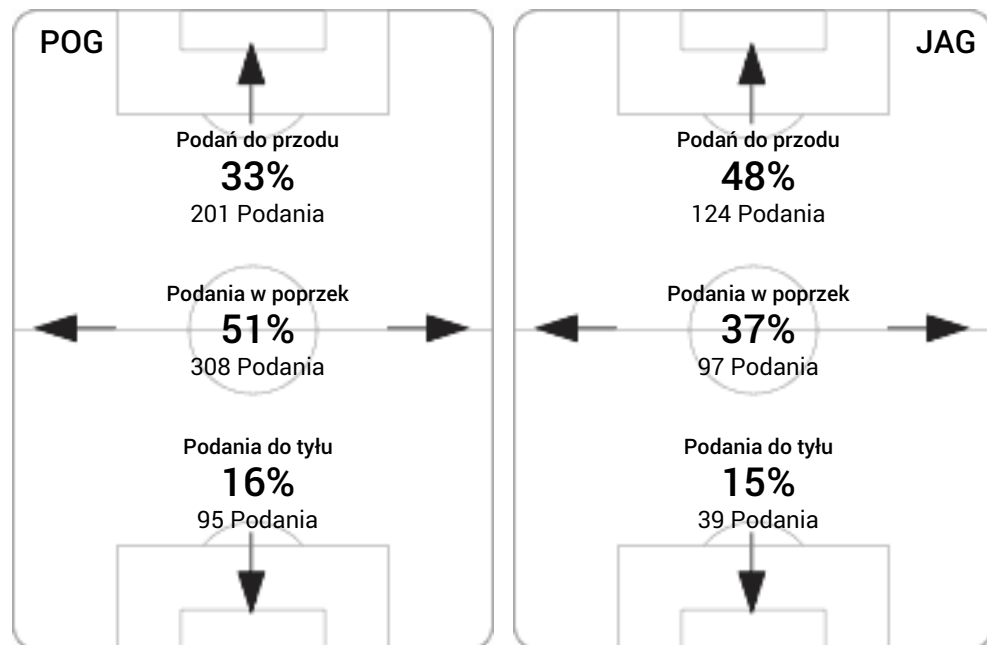 POG
Podań do przodu
33%
201 Podania
Podania w poprzek
51%
308 Podania
Podania do tyłu
16%
95 Podania
JAG
Podań do przodu
48%
124 Podania
Podania w poprzek
37%
97 Podania
Podania do tyłu
15%
39 Podania